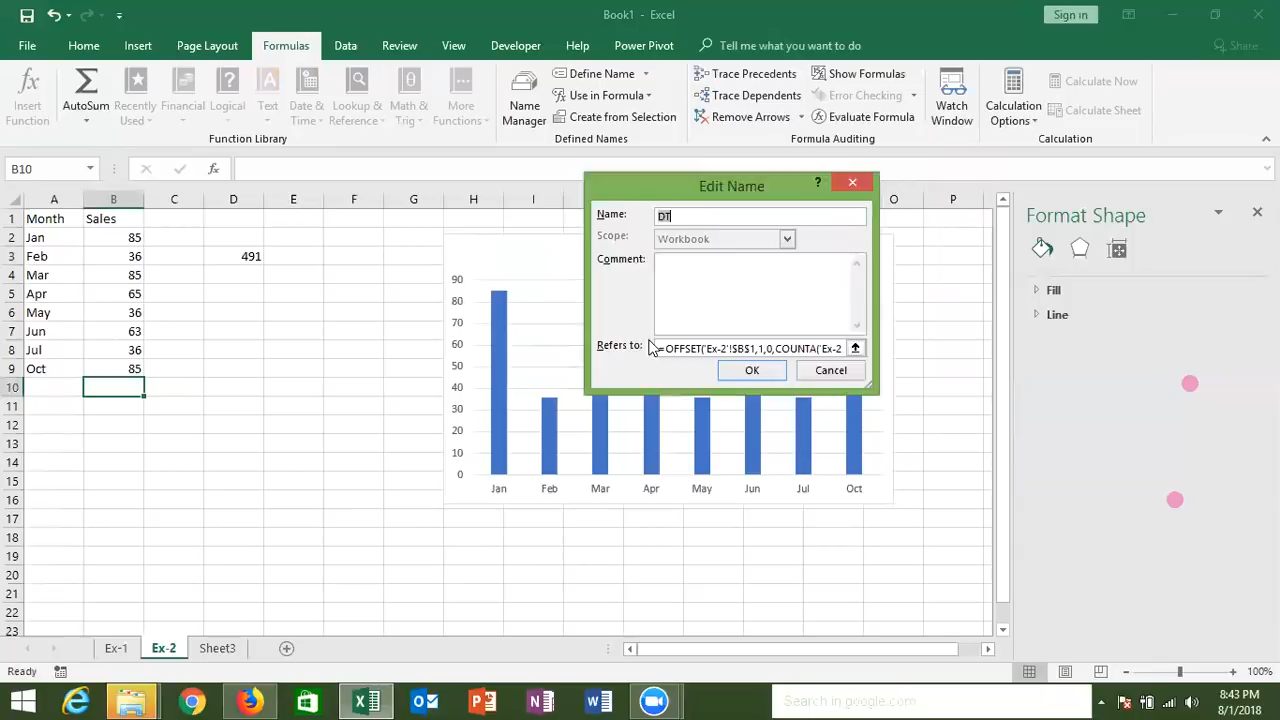 Book1 - Excel
Sign in
File Home Insert Page Layout Formulas Data Review View Developer Help Power Pivot Tell me what you want to do Share
Insert Function
AutoSum
Recently Used
Financial
Logical
Text
Date & Time
Lookup & Reference
Math & Trig
More Functions
Function Library
Name Manager
Define Name
Use in Formula
Create from Selection
Defined Names
Trace Precedents
Trace Dependents
Remove Arrows
Show Formulas
Error Checking
Evaluate Formula
Formula Auditing
Watch Window
Calculation Options
Calculate Now
Calculate Sheet
Calculation
B10
fx
A B C D E F G H I O P
1 Month Sales
2 Jan 85
3 Feb 36 491
4 Mar 85
5 Apr 65
6 May 36
7 Jun 63
8 Jul 36
9 Oct 85
10
11
12
13
14
15
16
17
18
19
20
21
22
23
90
80
70
60
50
40
30
20
10
0
Jan Feb Mar Apr May Jun Jul Oct
Edit Name
?
Name: DT
Scope: Workbook
Comment:
Refers to: =OFFSET('Ex-2'!$B$1,1,0,COUNTA('Ex-2
OK Cancel
Format Shape
Fill
Line
Ex-1 Ex-2 Sheet3
Ready
100%
Search in google.com
8:43 PM
8/1/2018